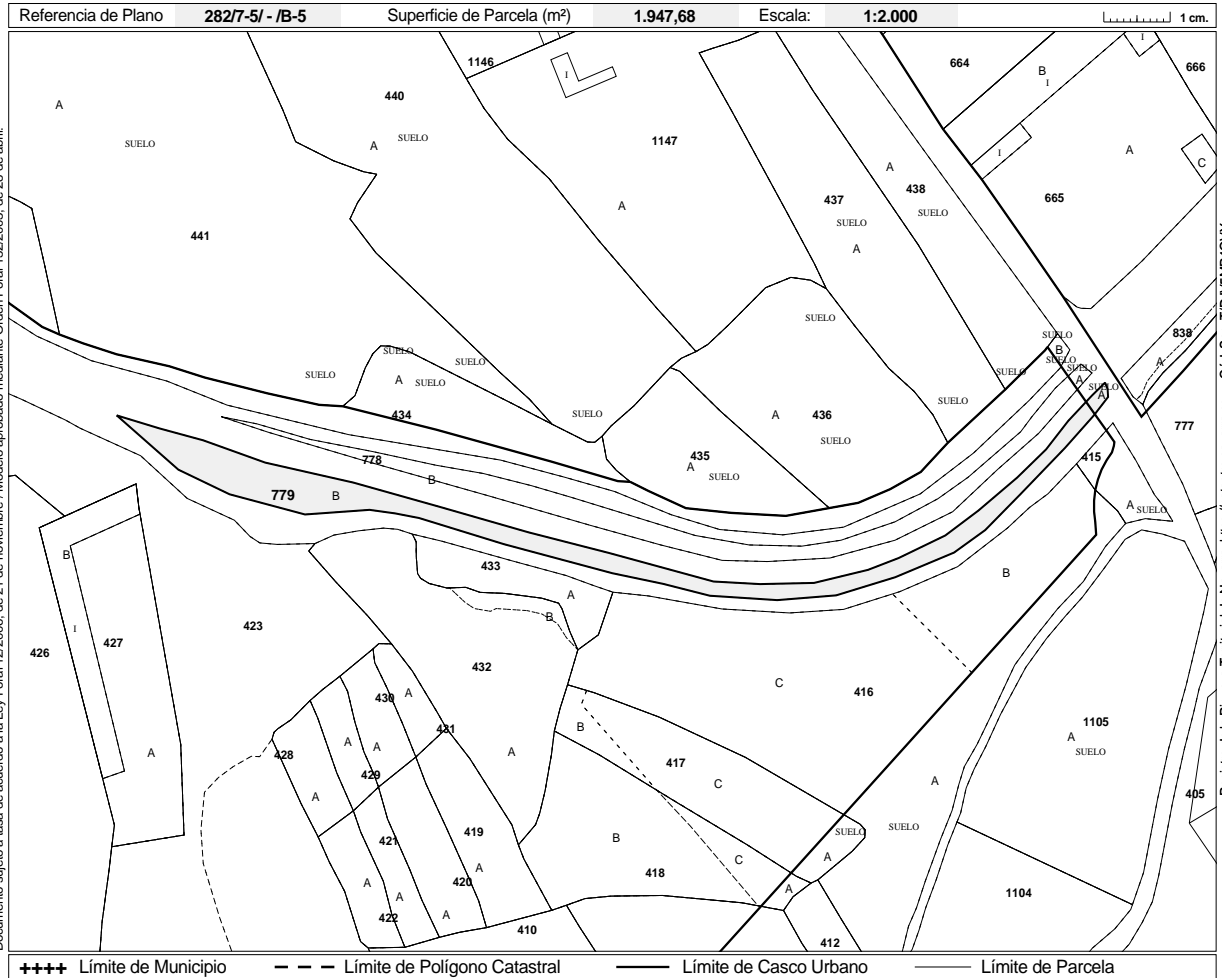 Referencia de Plano 282/7-5/ - /B-5 Superficie de Parcela (m²) 1.947,68 Escala: 1:2.000 1 cm.
1146 I 440 A SUELO
A SUELO 441
1147 A
437 SUELO A
A 438 SUELO
664 B I I 666
I A C 665
SUELO 838 A
SUELO B SUELO SUELO A SUELO A
SUELO SUELO SUELO A SUELO 434
SUELO SUELO SUELO
A 436 SUELO
435 A SUELO
777
415 A SUELO
778 B
779 B
433 A B
B
426 B I 427 A
423
432 A
C 416
430 A 431
428 A 429 A A
B 417 C
1105 A SUELO
405
A SUELO SUELO A
421 419 A
A 420 A 422 A
B 418 C A
410
412
1104
++++ Límite de Municipio Límite de Polígono Catastral Límite de Casco Urbano Límite de Parcela